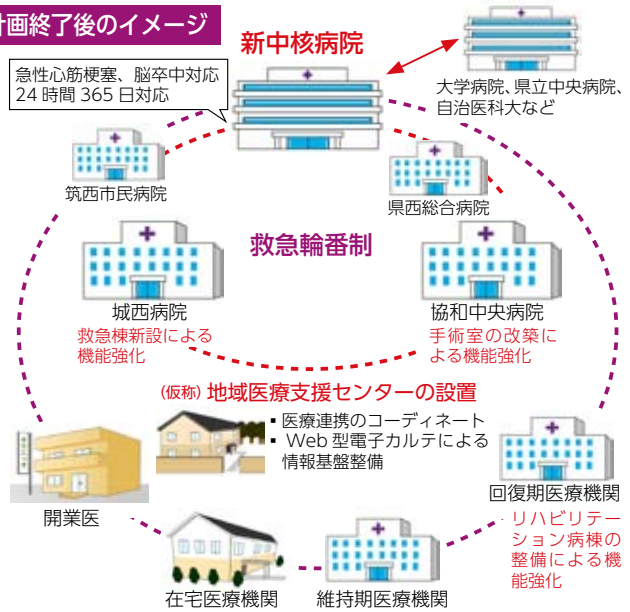 計画終了後のイメージ
新中核病院
急性心筋梗塞、脳卒中対応
24時間365日対応
大学病院、県立中央病院、
自治医科大など
筑西市民病院
県西総合病院
救急輪番制
城西病院
救急棟新設による
機能強化
協和中央病院
手術室の改築に
よる機能強化
(仮称)地域医療支援センターの設置
▪ 医療連携のコーディネート
▪ Web型電子カルテによる
情報基盤整備
開業医
回復期医療機関
リハビリテー
ション病棟の
整備による機
能強化
在宅医療機関
維持期医療機関